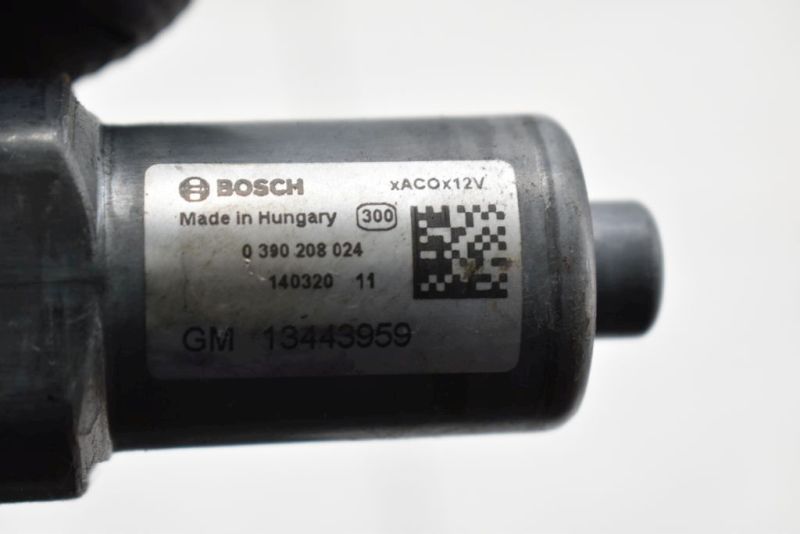 BOSCH xACOx12V
Made in Hungary 300
0 390 208 024
140320 11
GM 13443959